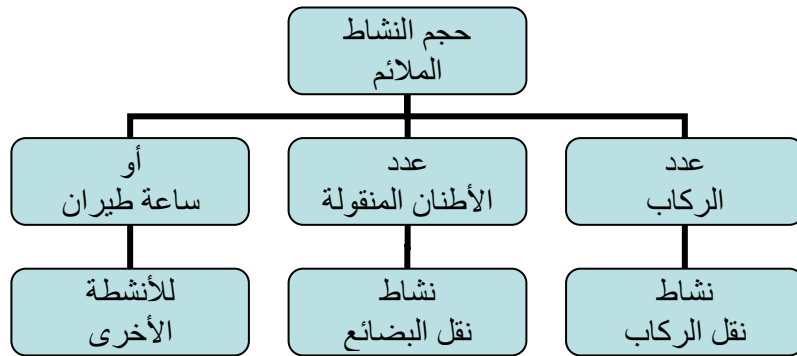 حجم النشاط
الملائم
عدد
الركاب
عدد
الأطنان المنقولة
أو
ساعة طيران
نشاط
نقل الركاب
نشاط
نقل البضائع
للأنشطة
الأخرى